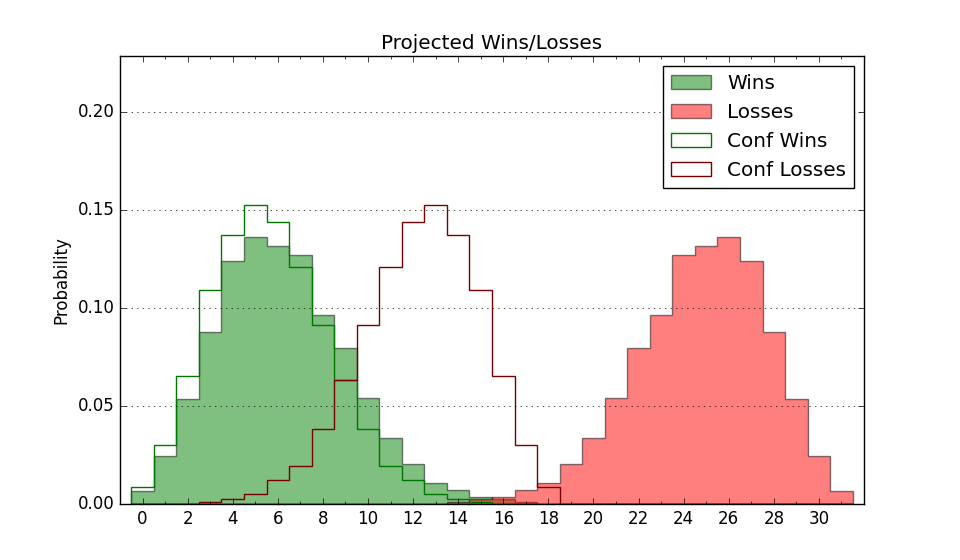 Projected Wins/Losses
Wins
Losses
Conf Wins
Conf Losses
Probability
0.20
0.15
0.10
0.05
0.00
0 2 4 6 8 10 12 14 16 18 20 22 24 26 28 30